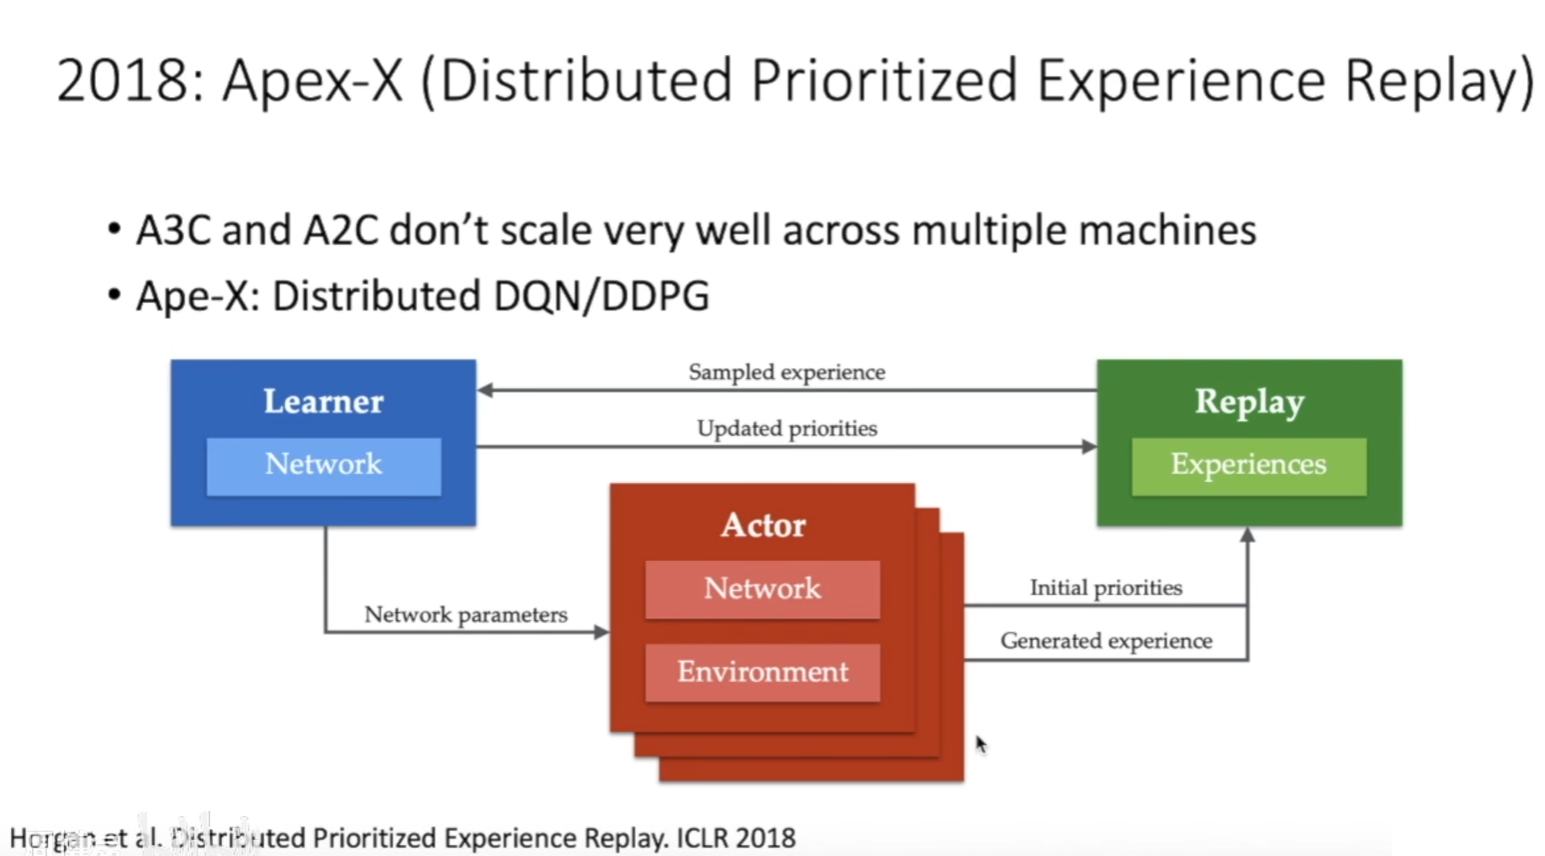 2018: Apex-X (Distributed Prioritized Experience Replay)
• A3C and A2C don't scale very well across multiple machines
• Ape-X: Distributed DQN/DDPG
Sampled experience
Learner
Replay
Updated priorities
Network
Experiences
Actor
Network
Initial priorities
Network parameters
Generated experience
Environment
Horgan et al. Distributed Prioritized Experience Replay. ICLR 2018